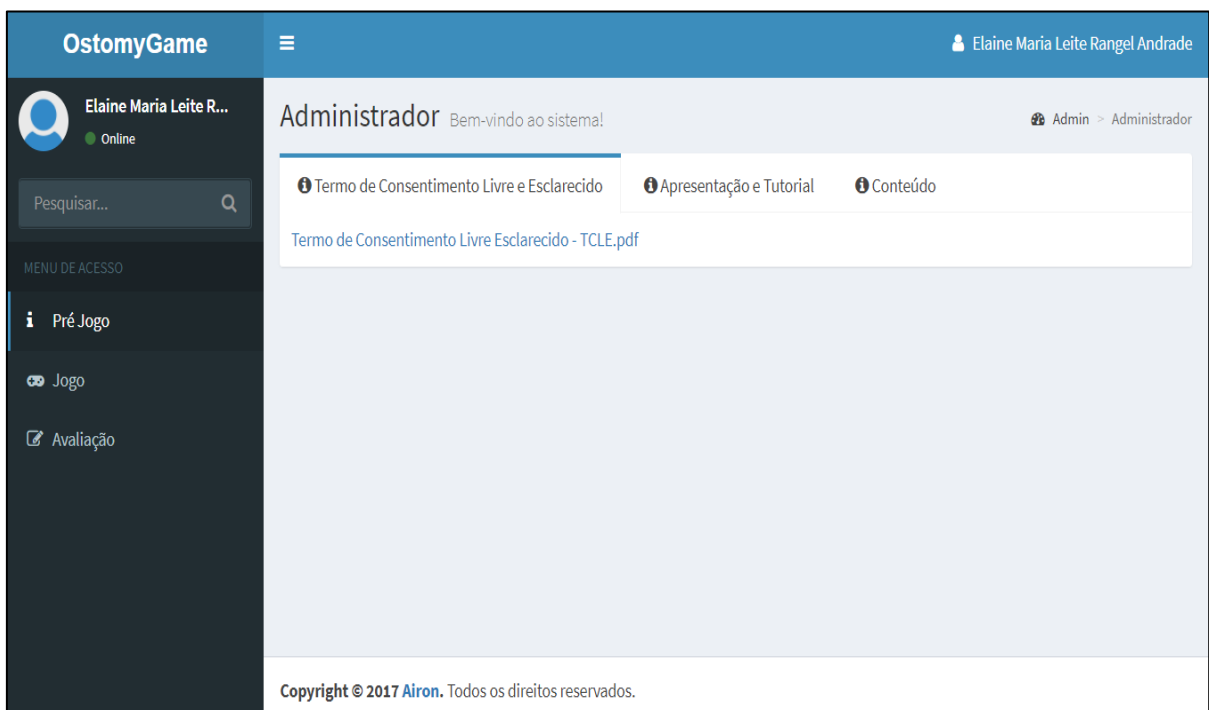 OstomyGame
Elaine Maria Leite Rangel Andrade
Elaine Maria Leite R...
Online
Pesquisar...
MENU DE ACESSO
Pré Jogo
Jogo
Avaliação
Administrador Bem-vindo ao sistema!
Admin > Administrador
Termo de Consentimento Livre e Esclarecido
Apresentação e Tutorial
Conteúdo
Termo de Consentimento Livre Esclarecido - TCLE.pdf
Copyright © 2017 Airon. Todos os direitos reservados.